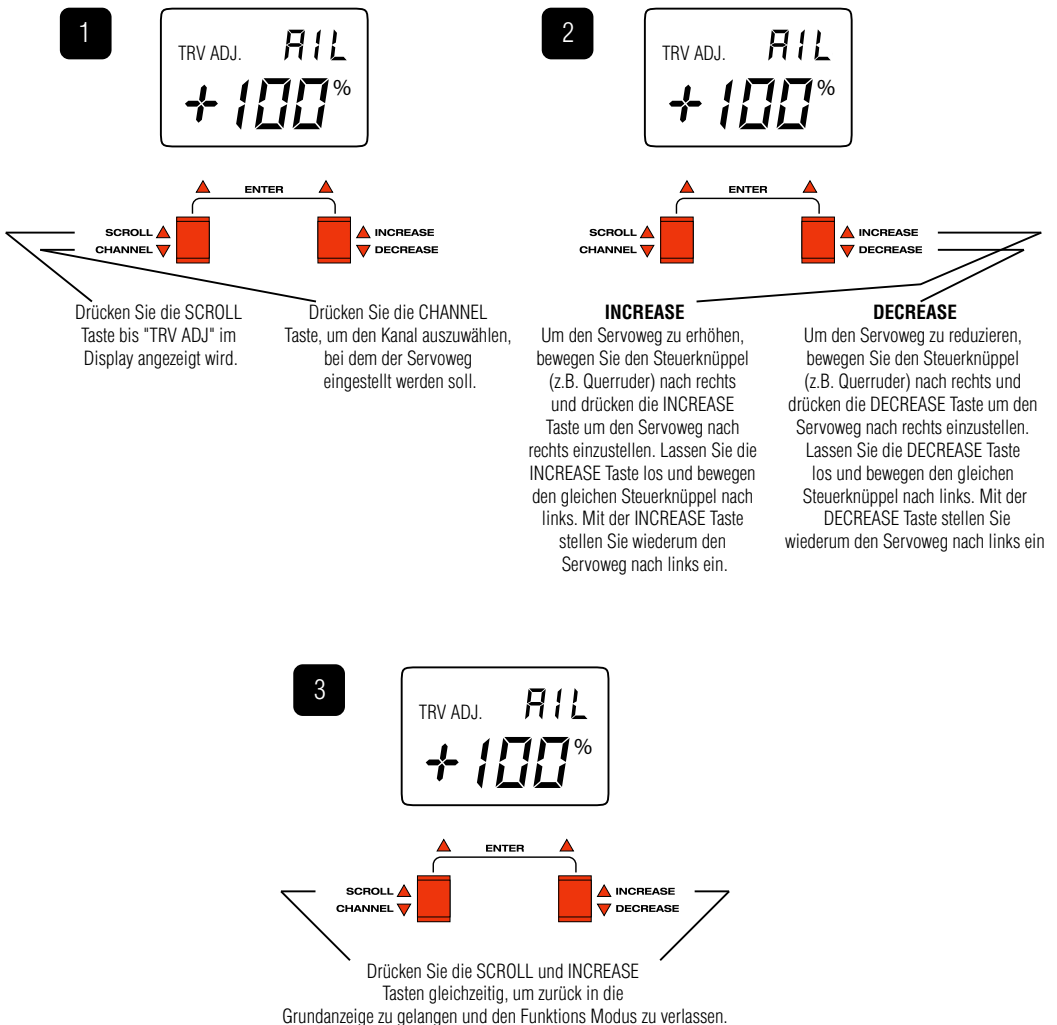 1
TRV ADJ. AIL
+100%
ENTER
SCROLL INCREASE
CHANNEL DECREASE
Drücken Sie die SCROLL
Taste bis "TRV ADJ" im
Display angezeigt wird.
Drücken Sie die CHANNEL
Taste, um den Kanal auszuwählen,
bei dem der Servoweg
eingestellt werden soll.
2
TRV ADJ. AIL
+100%
ENTER
SCROLL INCREASE
CHANNEL DECREASE
INCREASE
Um den Servoweg zu erhöhen,
bewegen Sie den Steuerknüppel
(z.B. Querruder) nach rechts
und drücken die INCREASE
Taste um den Servoweg nach
rechts einzustellen. Lassen Sie die
INCREASE Taste los und bewegen
den gleichen Steuerknüppel nach
links. Mit der INCREASE Taste
stellen Sie wiederum den
Servoweg nach links ein.
DECREASE
Um den Servoweg zu reduzieren,
bewegen Sie den Steuerknüppel
(z.B. Querruder) nach rechts und
drücken die DECREASE Taste um den
Servoweg nach rechts einzustellen.
Lassen Sie die DECREASE Taste
los und bewegen den gleichen
Steuerknüppel nach links. Mit der
DECREASE Taste stellen Sie
wiederum den Servoweg nach links ein
3
TRV ADJ. AIL
+100%
ENTER
SCROLL INCREASE
CHANNEL DECREASE
Drücken Sie die SCROLL und INCREASE
Tasten gleichzeitig, um zurück in die
Grundanzeige zu gelangen und den Funktions Modus zu verlassen.